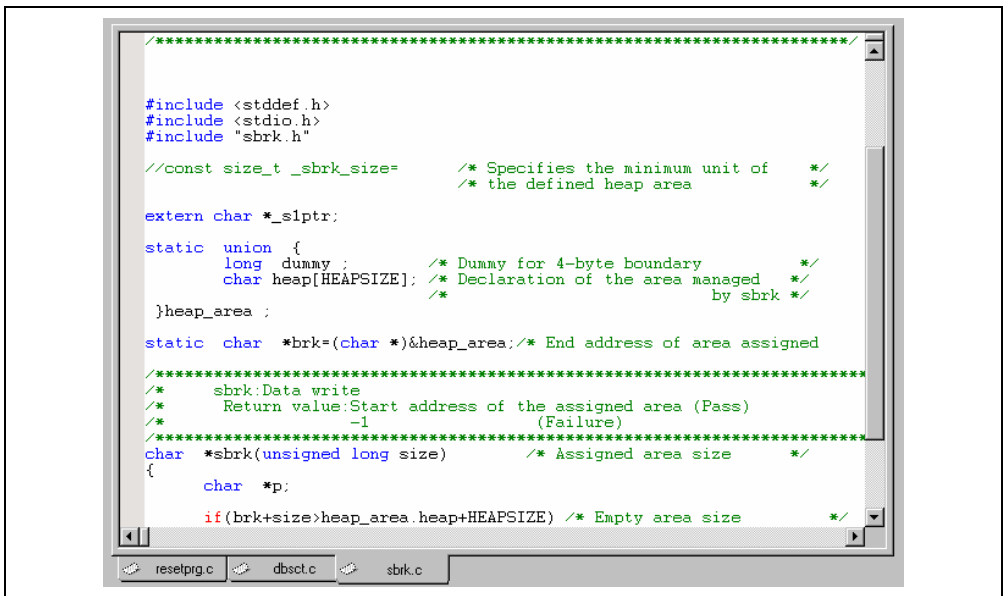 /***********************************************************************/
#include <stddef.h>
#include <stdio.h>
#include "sbrk.h"
//const size_t _sbrk_size=      /* Specifies the minimum unit of    */
                                /* the defined heap area            */
extern char *_s1ptr;
static  union  {
        long  dummy ;        /* Dummy for 4-byte boundary          */
        char heap[HEAPSIZE]; /* Declaration of the area managed   */
                             /*                           by sbrk */
 }heap_area ;
static  char  *brk=(char *)&heap_area;/* End address of area assigned
/*************************************************************************
/*     sbrk:Data write
/*      Return value:Start address of the assigned area (Pass)
/*                   -1                 (Failure)
/*************************************************************************
char  *sbrk(unsigned long size)        /* Assigned area size      */
{
      char  *p;
      if(brk+size>heap_area.heap+HEAPSIZE) /* Empty area size         */
resetprg.c dbsct.c sbrk.c